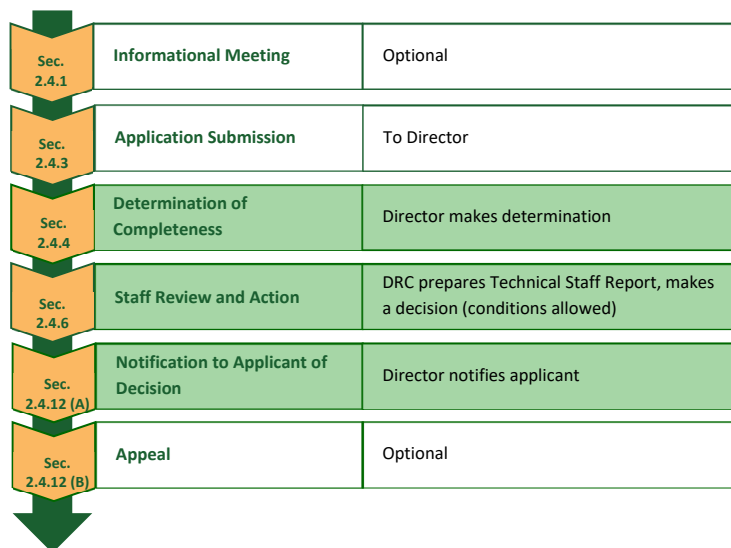 Sec.
2.4.1
Informational Meeting
Optional
Sec.
2.4.3
Application Submission
To Director
Sec.
2.4.4
Determination of
Completeness
Director makes determination
Sec.
2.4.6
Staff Review and Action
DRC prepares Technical Staff Report, makes
a decision (conditions allowed)
Sec.
2.4.12 (A)
Notification to Applicant of
Decision
Director notifies applicant
Sec.
2.4.12 (B)
Appeal
Optional